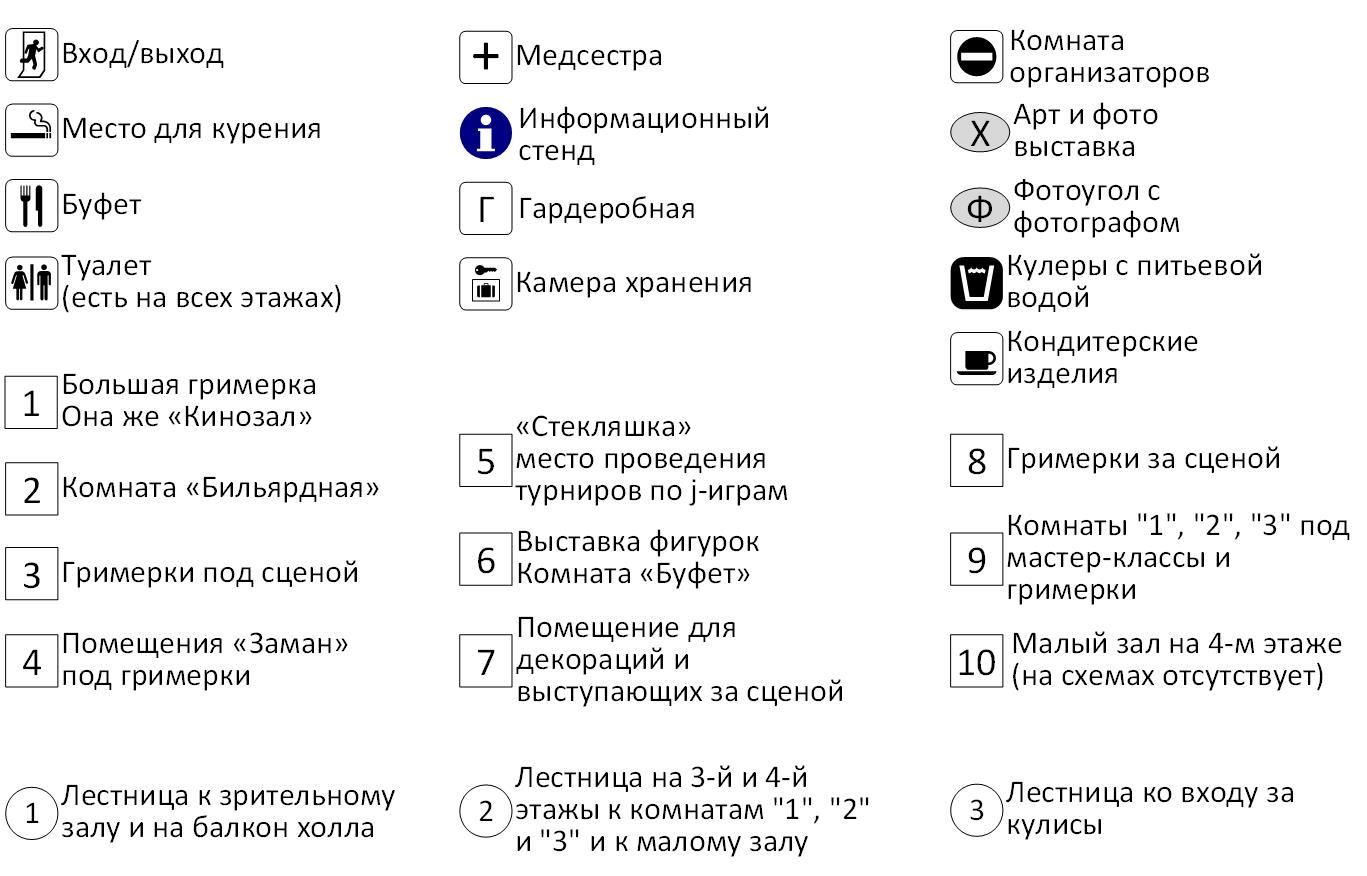 Вход/выход
Место для курения
Буфет
Туалет
(есть на всех этажах)
Медсестра
Информационный
стенд
Г Гардеробная
Камера хранения
Комната
организаторов
Х Арт и фото
выставка
Ф Фотоугол с
фотографом
Кулеры с питьевой
водой
Кондитерские
изделия
1 Большая гримерка
Она же «Кинозал»
2 Комната «Бильярдная»
3 Гримерки под сценой
4 Помещения «Заман»
под гримерки
5 «Стекляшка»
место проведения
турниров по j-играм
6 Выставка фигурок
Комната «Буфет»
7 Помещение для
декораций и
выступающих за сценой
8 Гримерки за сценой
9 Комнаты "1", "2", "3" под
мастер-классы и
гримерки
10 Малый зал на 4-м этаже
(на схемах отсутствует)
1 Лестница к зрительному
залу и на балкон холла
2 Лестница на 3-й и 4-й
этажы к комнатам "1", "2"
и "3" и к малому залу
3 Лестница ко входу за
кулисы